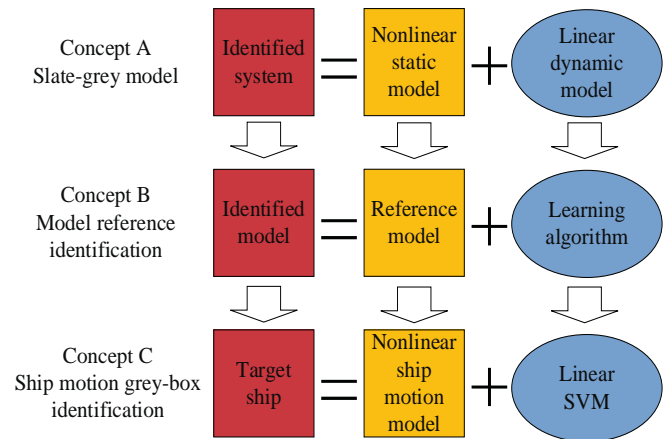 Concept A
Slate-grey model
Identified
system
=
Nonlinear
static
model
+
Linear
dynamic
model
Concept B
Model reference
identification
Identified
model
=
Reference
model
+
Learning
algorithm
Concept C
Ship motion grey-box
identification
Target
ship
=
Nonlinear
ship
motion
model
+
Linear
SVM